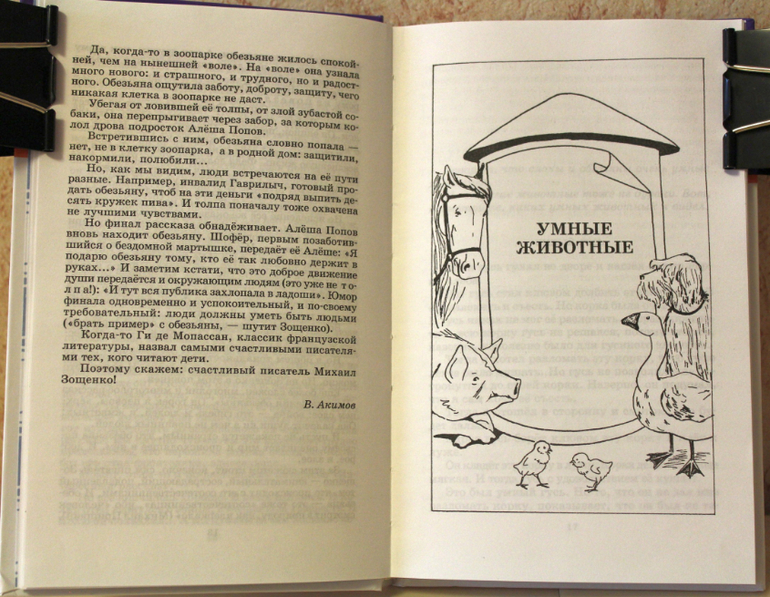 Да, когда-то в зоопарке обезьяне жилось спокой-
ней, чем на нынешней «воле». На «воле» она узнала
много нового: и страшного, и трудного, но и радост-
ного. Обезьяна ощутила заботу, доброту, защиту, чего
никакая клетка в зоопарке не даст.
Убегая от ловившей её толпы, от злой зубастой со-
баки, она перепрыгивает через забор, за которым ко-
лол дрова подросток Алёша Попов.
Встретившись с ним, обезьяна словно попала —
нет, не в клетку зоопарка, а в родной дом: защитили,
накормили, полюбили...
Но, как мы видим, люди встречаются на её пути
разные. Например, инвалид Гаврилыч, готовый про-
дать обезьяну, чтоб на эти деньги «подряд выпить де-
сять кружек пива». И толпа поначалу тоже охвачена
не лучшими чувствами.
Но финал рассказа обнадёживает. Алёша Попов
вновь находит обезьяну. Шофёр, первым позаботив-
шийся о бездомной мартышке, передаёт её Алёше: «Я
подарю обезьяну тому, кто её так любовно держит в
руках...» И заметим кстати, что это доброе движение
души передаётся и окружающим людям (это уже не т о л-
п а!): «И тут вся публика захлопала в ладоши». Юмор
финала одновременно и успокоительный, и по-своему
требовательный: люди должны уметь быть людьми
(«брать пример» с обезьяны, — шутит Зощенко).
Когда-то Ги де Мопассан, классик французской
литературы, назвал самыми счастливыми писателя-
ми тех, кого читают дети.
Поэтому скажем: счастливый писатель Михаил
Зощенко!
В. Акимов
УМНЫЕ
ЖИВОТНЫЕ